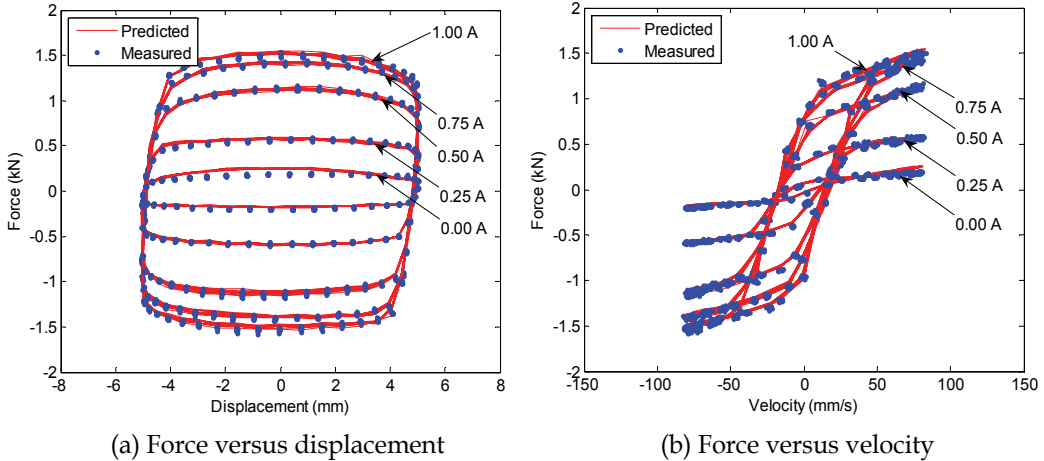 2
1.5
1
0.5
0
-0.5
-1
-1.5
-2
-8
-6
-4
-2
0
2
4
6
8
Force (kN)
Displacement (mm)
Predicted
Measured
1.00 A
0.75 A
0.50 A
0.25 A
0.00 A
(a) Force versus displacement
2
1.5
1
0.5
0
-0.5
-1
-1.5
-2
-150
-100
-50
0
50
100
150
Force (kN)
Velocity (mm/s)
Predicted
Measured
1.00 A
0.75 A
0.50 A
0.25 A
0.00 A
(b) Force versus velocity